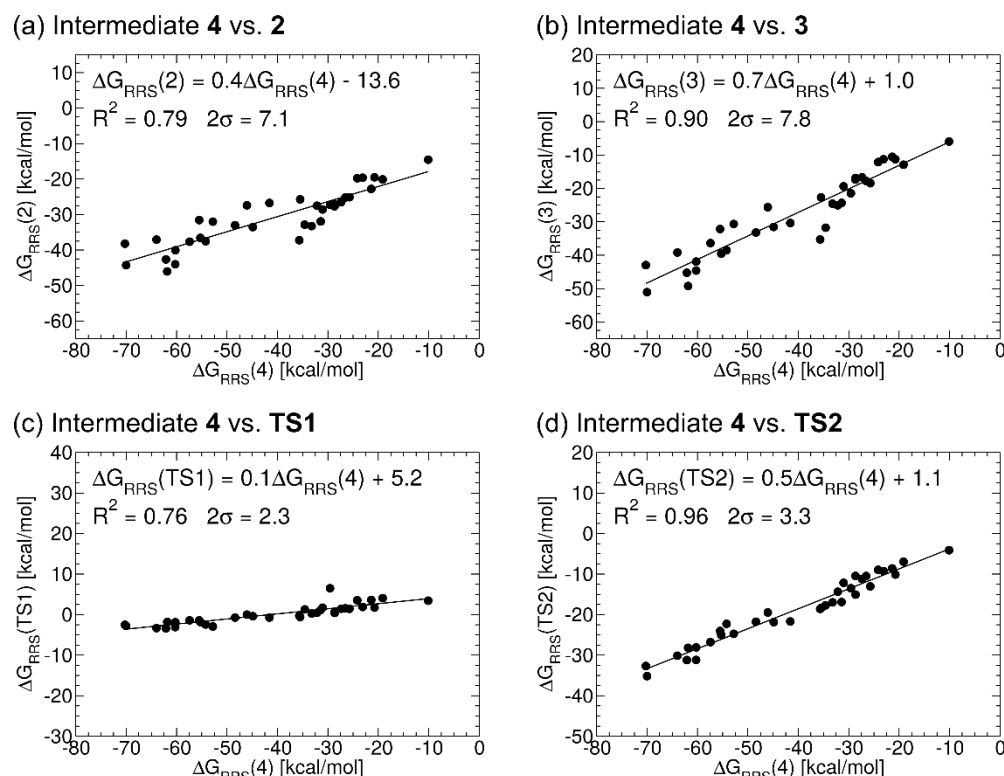 (a) Intermediate 4 vs. 2
ΔG_RRS(2) = 0.4ΔG_RRS(4) - 13.6
R² = 0.79 2σ = 7.1
10
0
-10
-20
-30
-40
-50
-60
ΔG_RRS(2) [kcal/mol]
-80 -70 -60 -50 -40 -30 -20 -10 0
ΔG_RRS(4) [kcal/mol]
(b) Intermediate 4 vs. 3
ΔG_RRS(3) = 0.7ΔG_RRS(4) + 1.0
R² = 0.90 2σ = 7.8
20
10
0
-10
-20
-30
-40
-50
-60
ΔG_RRS(3) [kcal/mol]
-80 -70 -60 -50 -40 -30 -20 -10 0
ΔG_RRS(4) [kcal/mol]
(c) Intermediate 4 vs. TS1
ΔG_RRS(TS1) = 0.1ΔG_RRS(4) + 5.2
R² = 0.76 2σ = 2.3
40
30
20
10
0
-10
-20
-30
ΔG_RRS(TS1) [kcal/mol]
-80 -70 -60 -50 -40 -30 -20 -10 0
ΔG_RRS(4) [kcal/mol]
(d) Intermediate 4 vs. TS2
ΔG_RRS(TS2) = 0.5ΔG_RRS(4) + 1.1
R² = 0.96 2σ = 3.3
20
10
0
-10
-20
-30
-40
-50
ΔG_RRS(TS2) [kcal/mol]
-80 -70 -60 -50 -40 -30 -20 -10 0
ΔG_RRS(4) [kcal/mol]